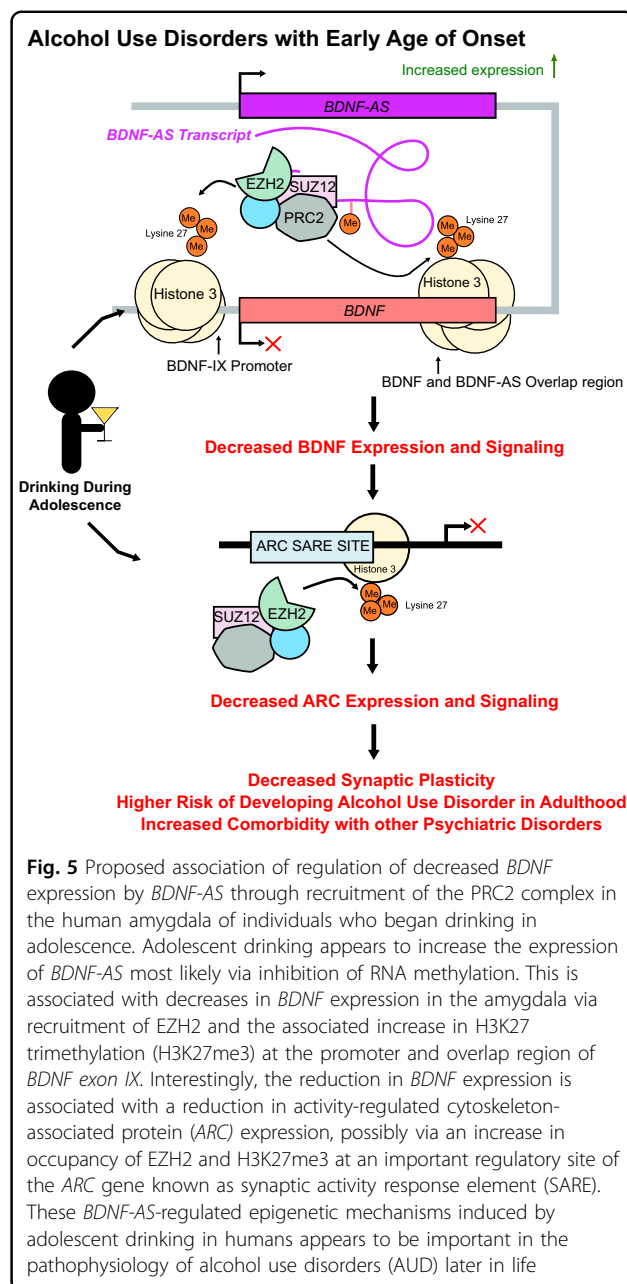 Alcohol Use Disorders with Early Age of Onset
Increased expression
BDNF-AS
BDNF-AS Transcript
EZH2
SUZ12
PRC2
Me
Me
Me
Me
Lysine 27
Me
Me
Me
Lysine 27
Histone 3
Histone 3
BDNF
BDNF-IX Promoter
BDNF and BDNF-AS Overlap region
Decreased BDNF Expression and Signaling
Drinking During
Adolescence
ARC SARE SITE
Histone 3
SUZ12
EZH2
Me
Me
Me
Lysine 27
Decreased ARC Expression and Signaling
Decreased Synaptic Plasticity
Higher Risk of Developing Alcohol Use Disorder in Adulthood
Increased Comorbidity with other Psychiatric Disorders
Fig. 5 Proposed association of regulation of decreased BDNF
expression by BDNF-AS through recruitment of the PRC2 complex in
the human amygdala of individuals who began drinking in
adolescence. Adolescent drinking appears to increase the expression
of BDNF-AS most likely via inhibition of RNA methylation. This is
associated with decreases in BDNF expression in the amygdala via
recruitment of EZH2 and the associated increase in H3K27
trimethylation (H3K27me3) at the promoter and overlap region of
BDNF exon IX. Interestingly, the reduction in BDNF expression is
associated with a reduction in activity-regulated cytoskeleton-
associated protein (ARC) expression, possibly via an increase in
occupancy of EZH2 and H3K27me3 at an important regulatory site of
the ARC gene known as synaptic activity response element (SARE).
These BDNF-AS-regulated epigenetic mechanisms induced by
adolescent drinking in humans appears to be important in the
pathophysiology of alcohol use disorders (AUD) later in life